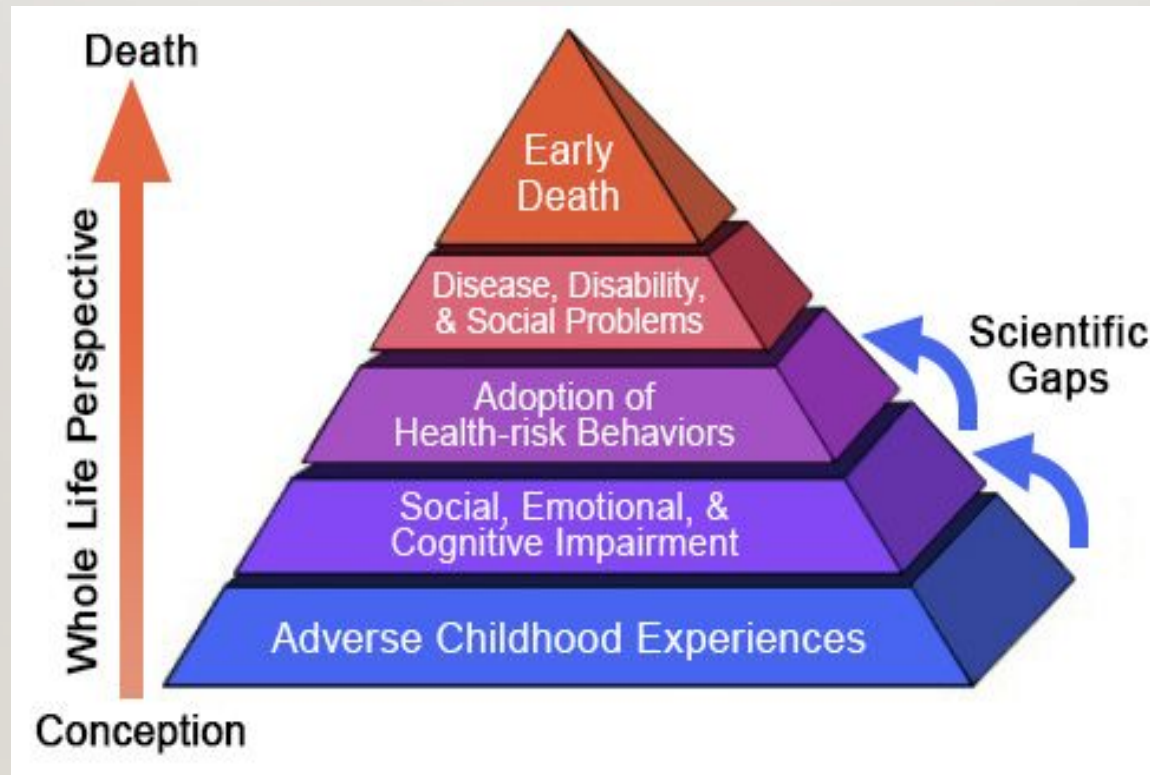 Death
Whole Life Perspective
Conception
Early
Death
Disease, Disability,
& Social Problems
Adoption of
Health-risk Behaviors
Social, Emotional, &
Cognitive Impairment
Adverse Childhood Experiences
Scientific
Gaps